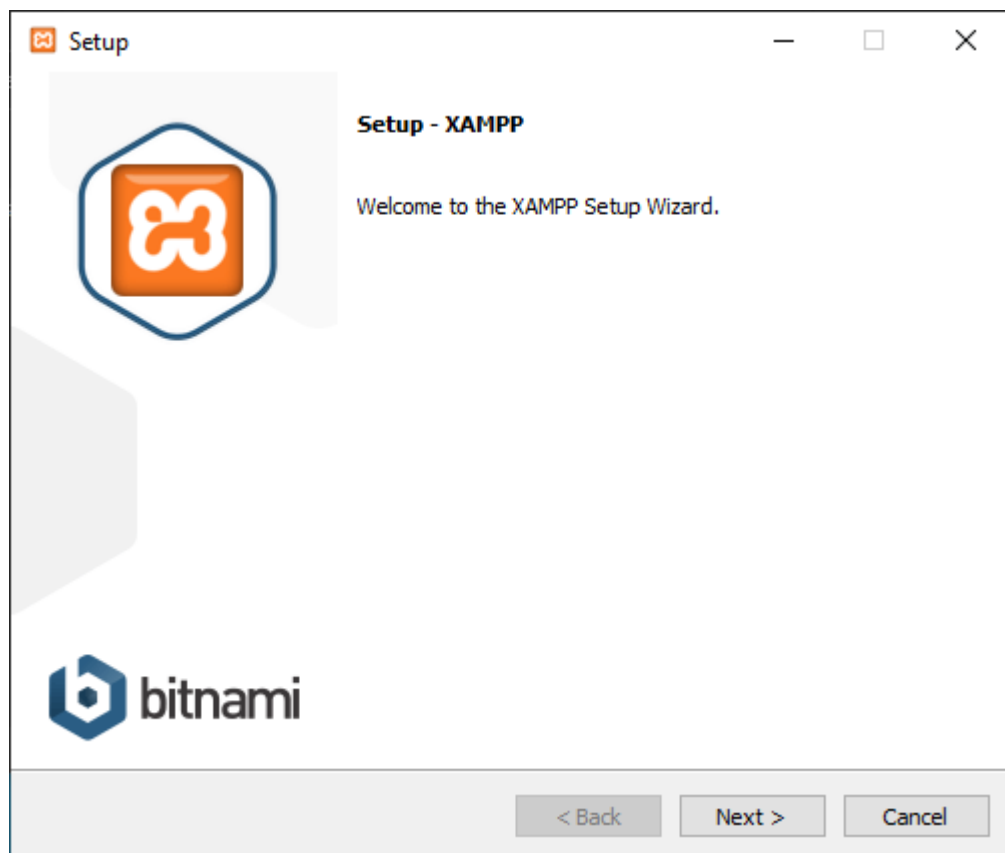 Setup
Setup - XAMPP
Welcome to the XAMPP Setup Wizard.
bitnami
< Back
Next >
Cancel